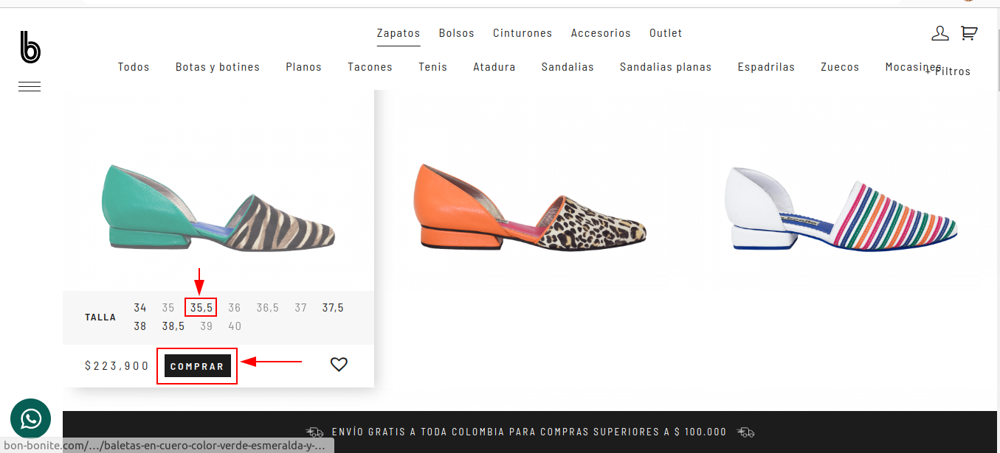 b
Zapatos Bolsos Cinturones Accesorios Outlet
Todos Botas y botines Planos Tacones Tenis Atadura Sandalias Sandalias planas Espadrilas Zuecos Mocasines
+ Filtros
TALLA
34 35 35,5 36 36,5 37 37,5
38 38,5 39 40
$223,900 COMPRAR
ENVÍO GRATIS A TODA COLOMBIA PARA COMPRAS SUPERIORES A $ 100.000
bon-bonite.com/.../baletas-en-cuero-color-verde-esmeralda-y-...